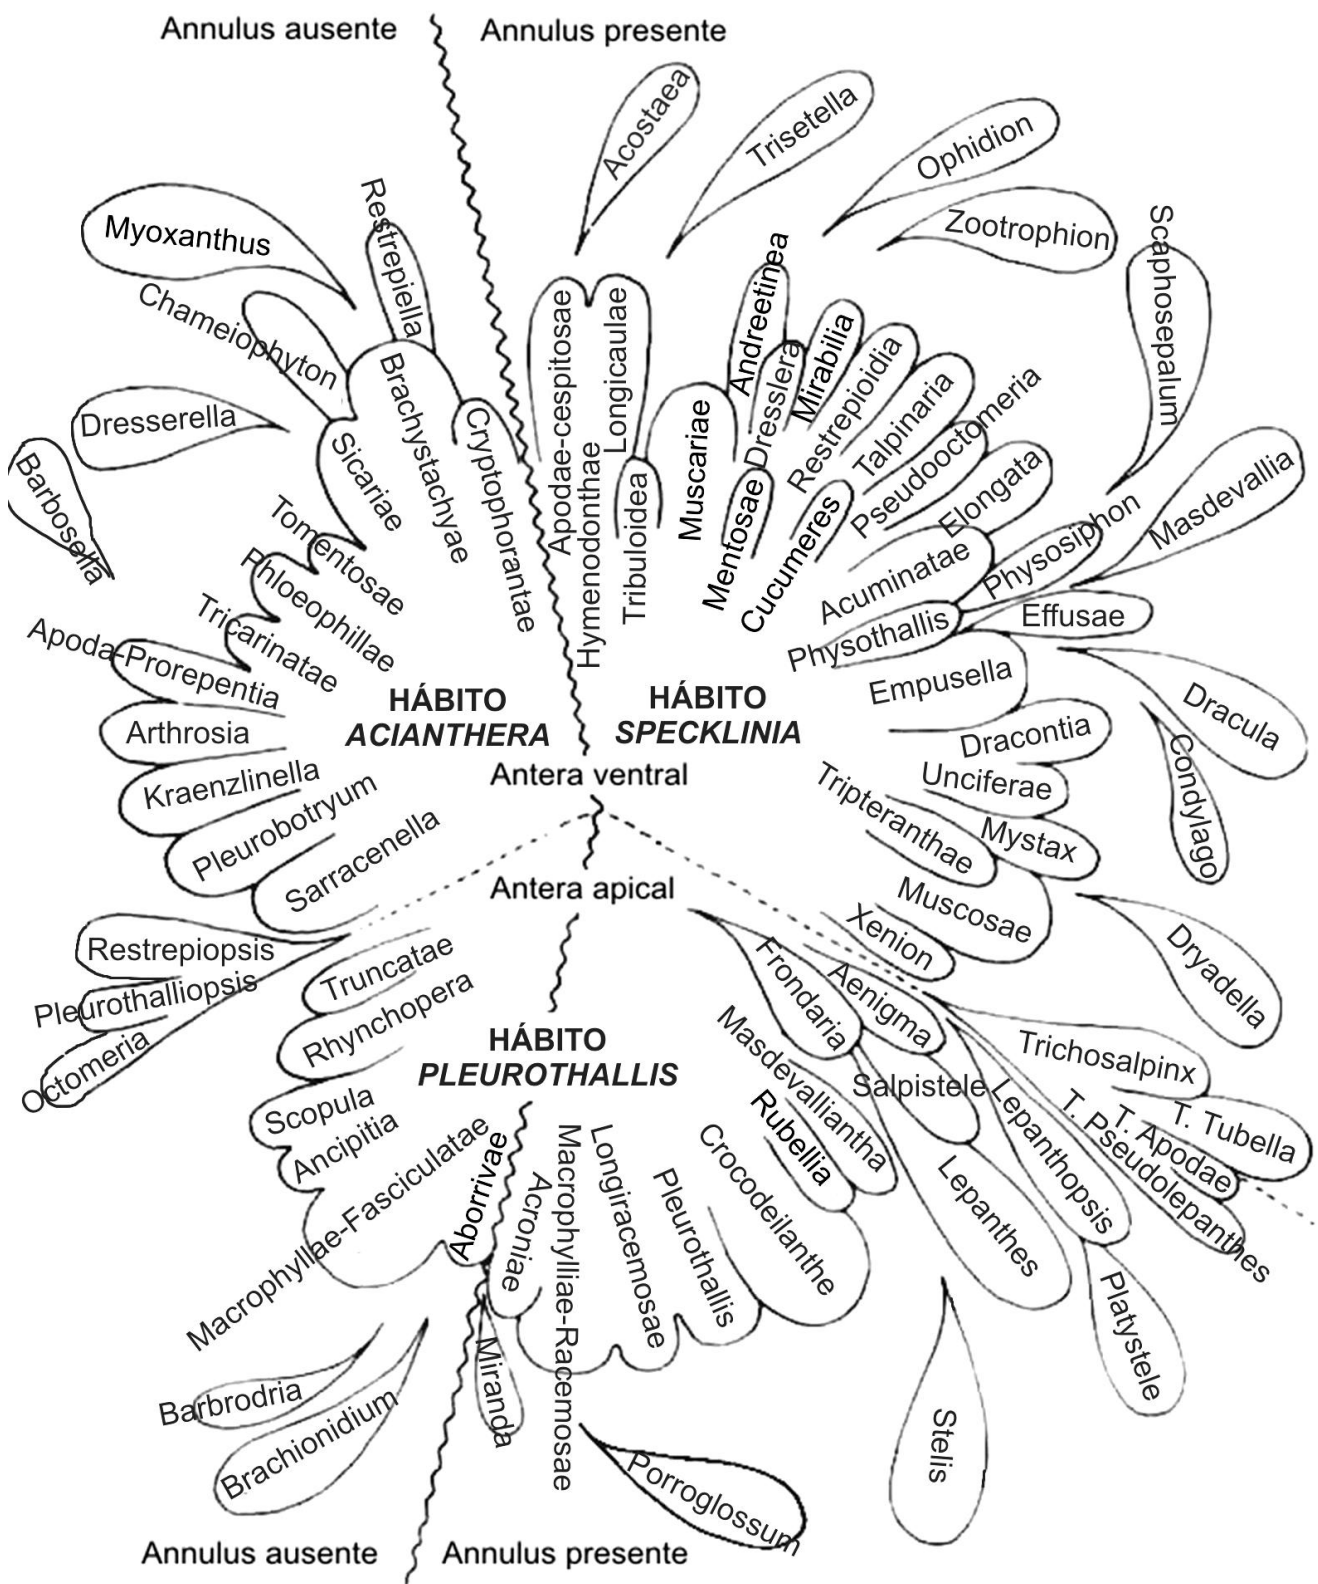 Annulus ausente
Annulus presente
Acostaea
Trisetella
Ophidion
Zootrophion
Scaphosepalum
Myoxanthus
Restrepiella
Chameiophyton
Dresserella
Barbosella
Brachystachyae
Cryptophorantae
Sicariae
Tomentosae
Phloeophillae
Tricarinatae
Apoda-Prorepentia
Arthrosia
Kraenzlinella
Pleurobotryum
Sarracenella
Apodae-cespitosae
Hymenodonthae
Longicaulae
Tribuloidea
Muscariae
Andreetinea
Dresslera
Mirabilia
Mentosae
Restrepioidia
Cucumeres
Talpinaria
Pseudooctomeria
Elongata
Acuminatae
Physosiphon
Masdevallia
Physothallis
Effusae
Empusella
Dracula
Dracontia
Condylago
Unciferae
Mystax
Tripteranthae
Muscosae
Xenion
Dryadella
HÁBITO
ACIANTHERA
HÁBITO
SPECKLINIA
Antera ventral
Antera apical
HÁBITO
PLEUROTHALLIS
Restrepiopsis
Pleurothalliopsis
Octomeria
Truncatae
Rhynchopera
Scopula
Ancipitia
Macrophyllae-Fasciculatae
Aborrivae
Acroniae
Macrophylliae-Racemosae
Longiracemosae
Pleurothallis
Crocodeilanthe
Rubellia
Masdevalliantha
Frondaria
Aenigma
Salpistele
Lepanthes
Lepanthopsis
Trichosalpinx
T. Tubella
T. Apodae
T. Pseudolepanthes
Platystele
Stelis
Barbrodria
Brachionidium
Miranda
Porroglossum
Annulus ausente
Annulus presente